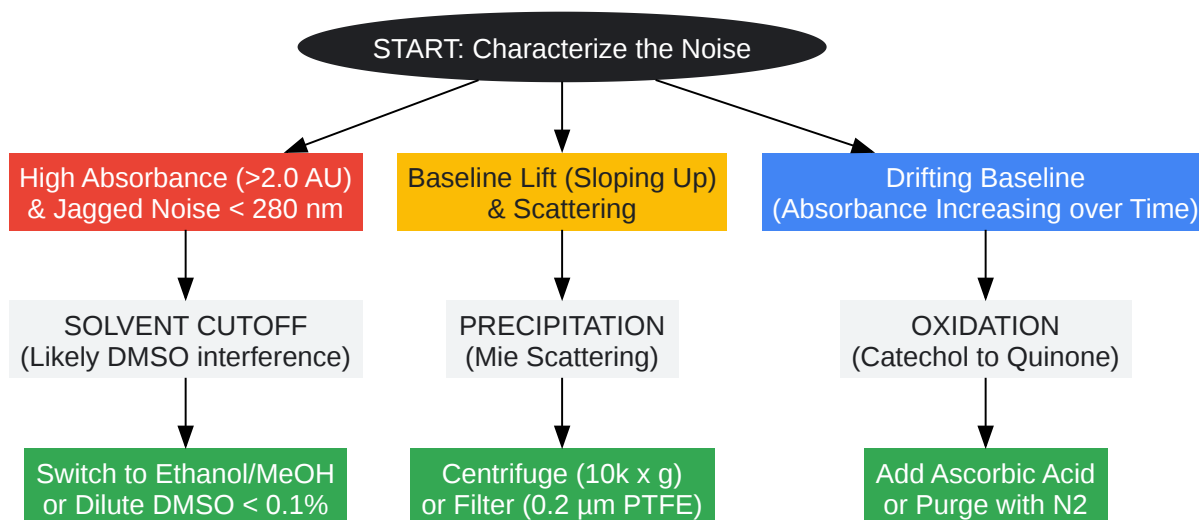 START: Characterize the Noise
High Absorbance (>2.0 AU)
& Jagged Noise < 280 nm
Baseline Lift (Sloping Up)
& Scattering
Drifting Baseline
(Absorbance Increasing over Time)
SOLVENT CUTOFF
(Likely DMSO interference)
PRECIPITATION
(Mie Scattering)
OXIDATION
(Catechol to Quinone)
Switch to Ethanol/MeOH
or Dilute DMSO < 0.1%
Centrifuge (10k x g)
or Filter (0.2 µm PTFE)
Add Ascorbic Acid
or Purge with N2